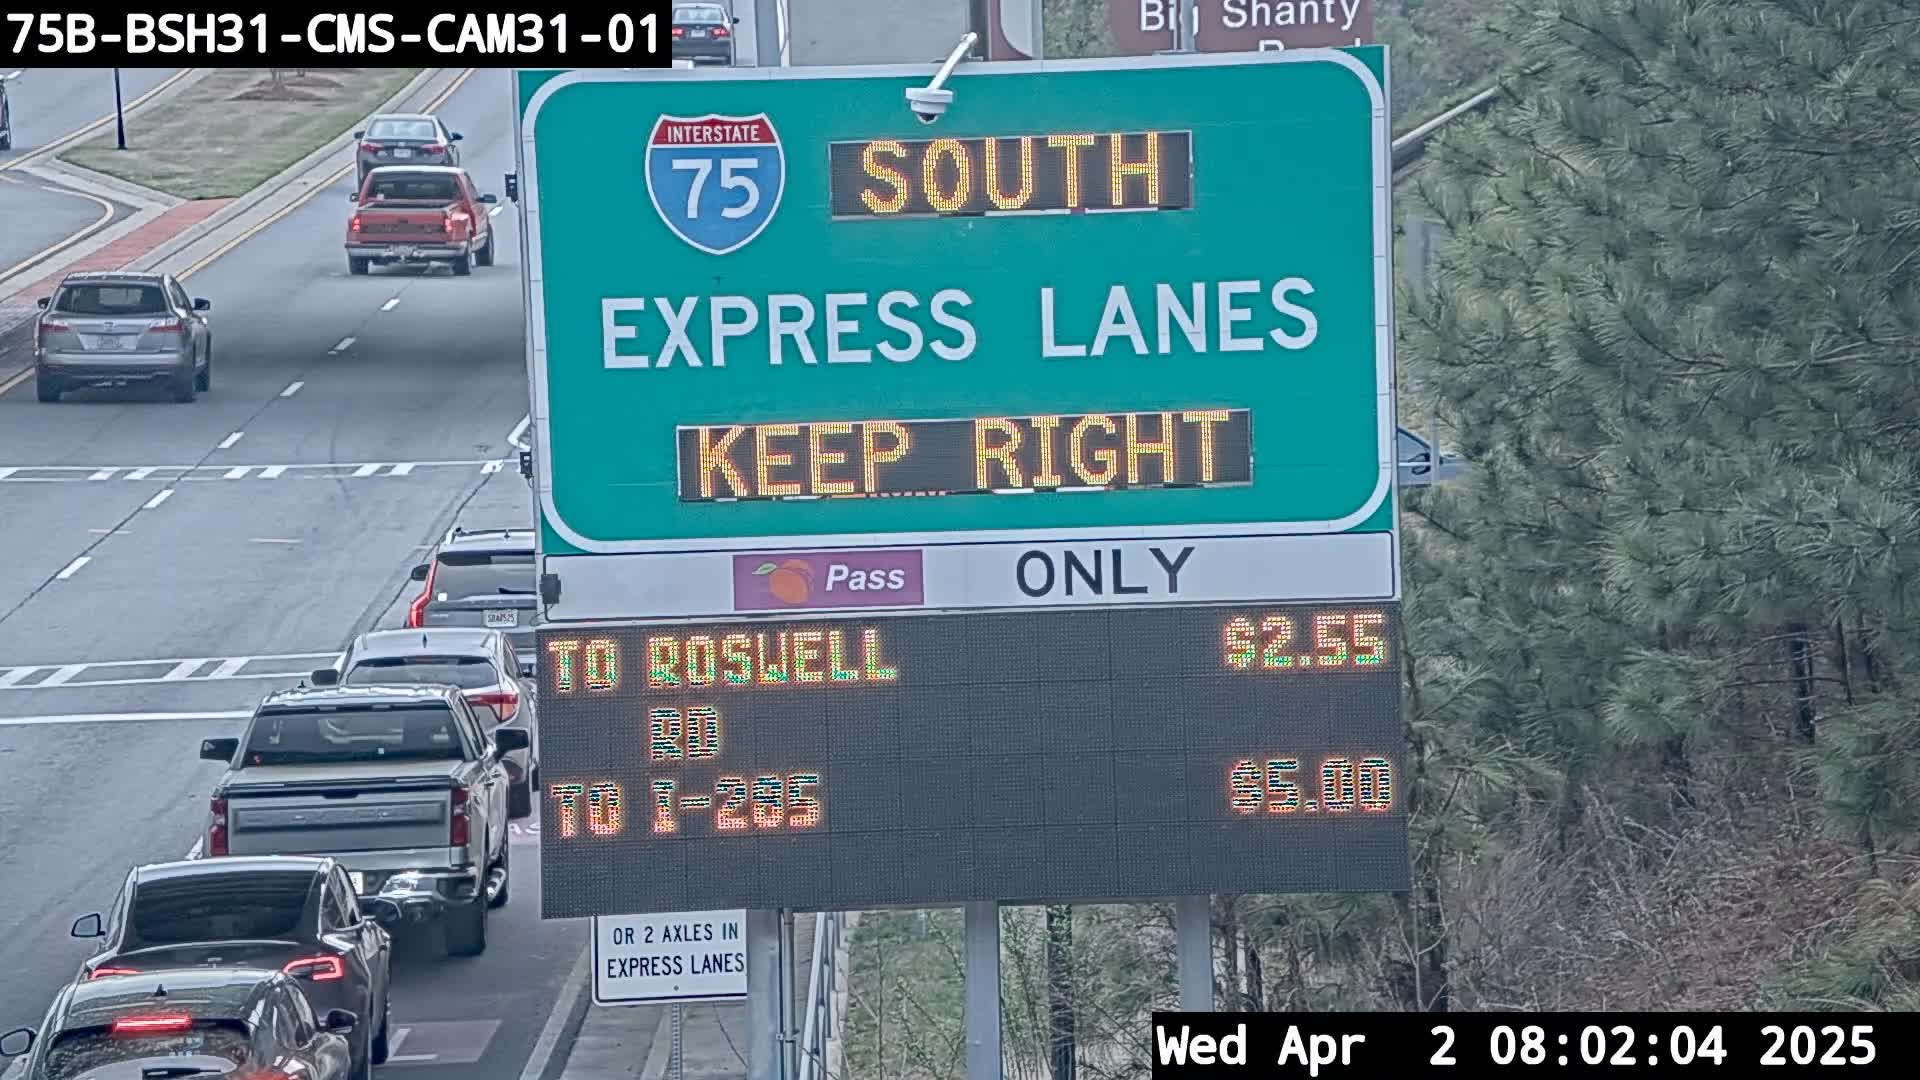 75B-BSH31-CMS-CAM31-01
Big Shanty
INTERSTATE
75
SOUTH
EXPRESS LANES
KEEP RIGHT
Pass
ONLY
TO ROSWELL $2.55
RD
TO I-285 $5.00
OR 2 AXLES IN
EXPRESS LANES
Wed Apr 2 08:02:04 2025